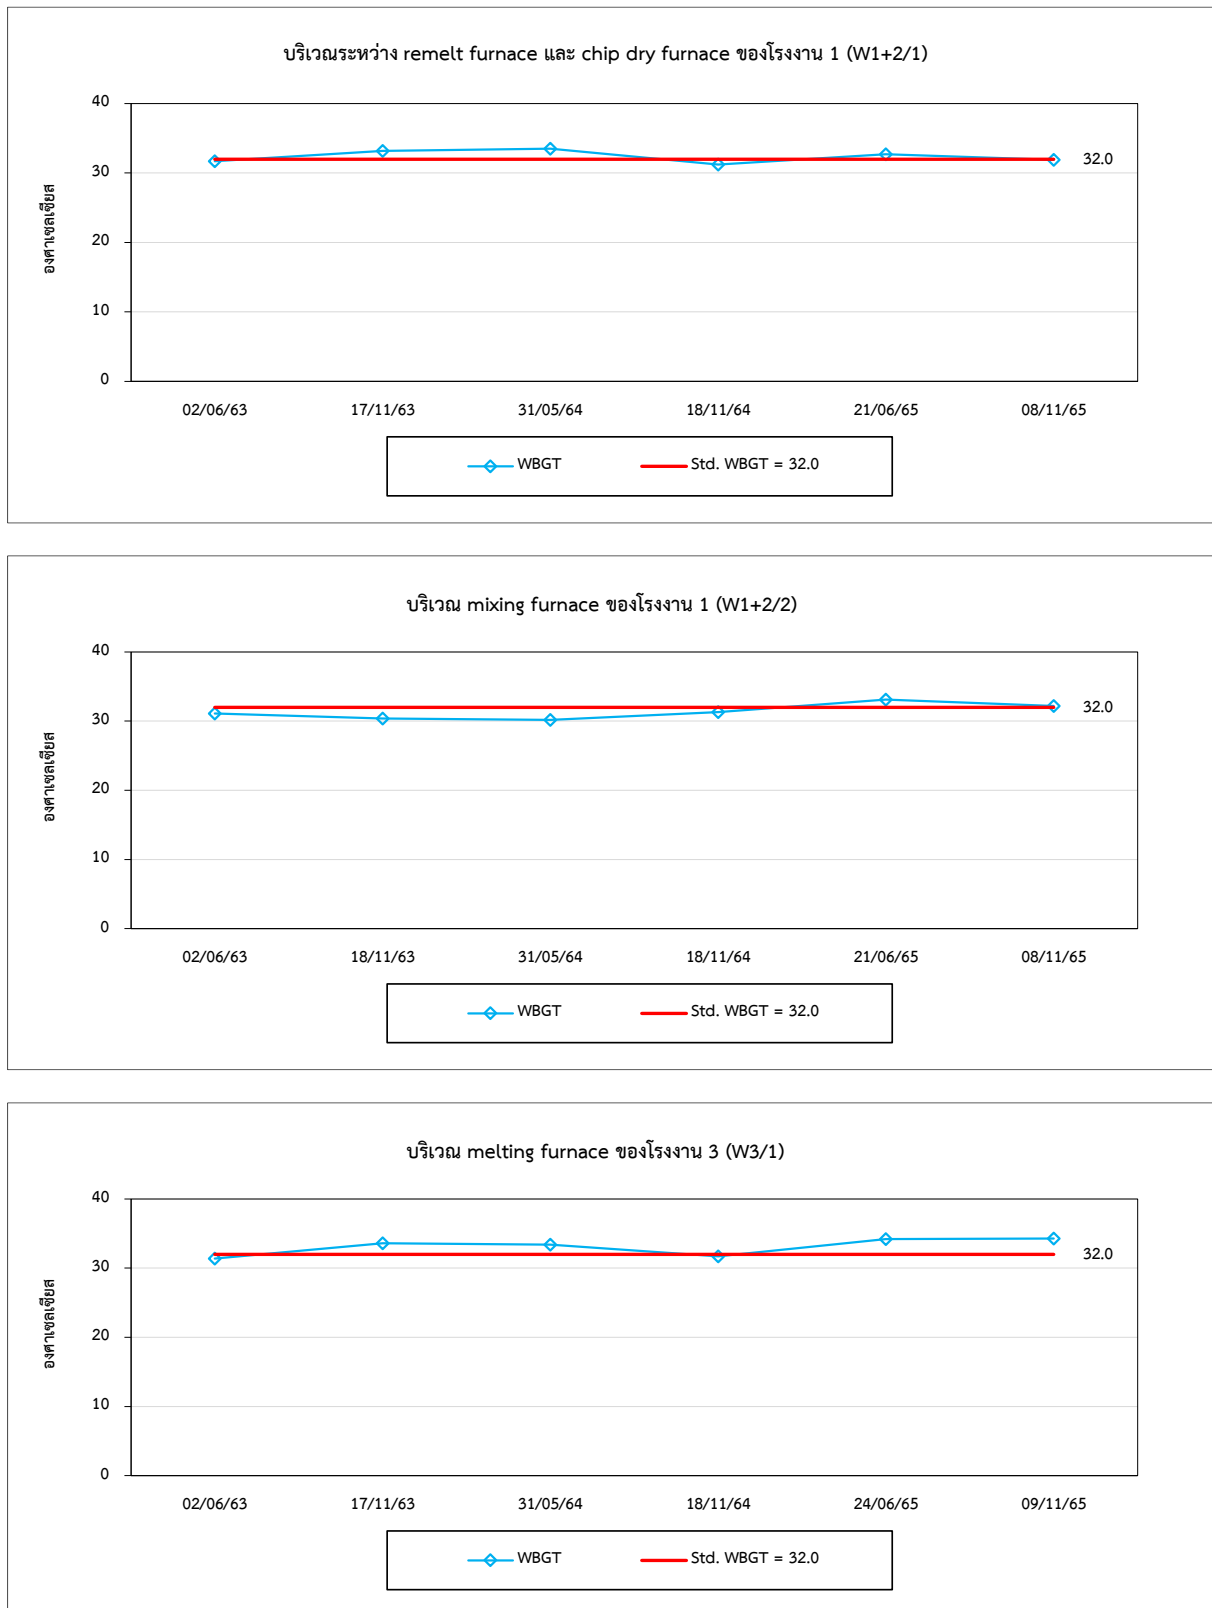 บริเวณระหว่าง remelt furnace และ chip dry furnace ของโรงงาน 1 (W1+2/1)
องศาเซลเซียส
40
30
20
10
0
32.0
02/06/63 17/11/63 31/05/64 18/11/64 21/06/65 08/11/65
WBGT Std. WBGT = 32.0
บริเวณ mixing furnace ของโรงงาน 1 (W1+2/2)
องศาเซลเซียส
40
30
20
10
0
32.0
02/06/63 18/11/63 31/05/64 18/11/64 21/06/65 08/11/65
WBGT Std. WBGT = 32.0
บริเวณ melting furnace ของโรงงาน 3 (W3/1)
องศาเซลเซียส
40
30
20
10
0
32.0
02/06/63 17/11/63 31/05/64 18/11/64 24/06/65 09/11/65
WBGT Std. WBGT = 32.0